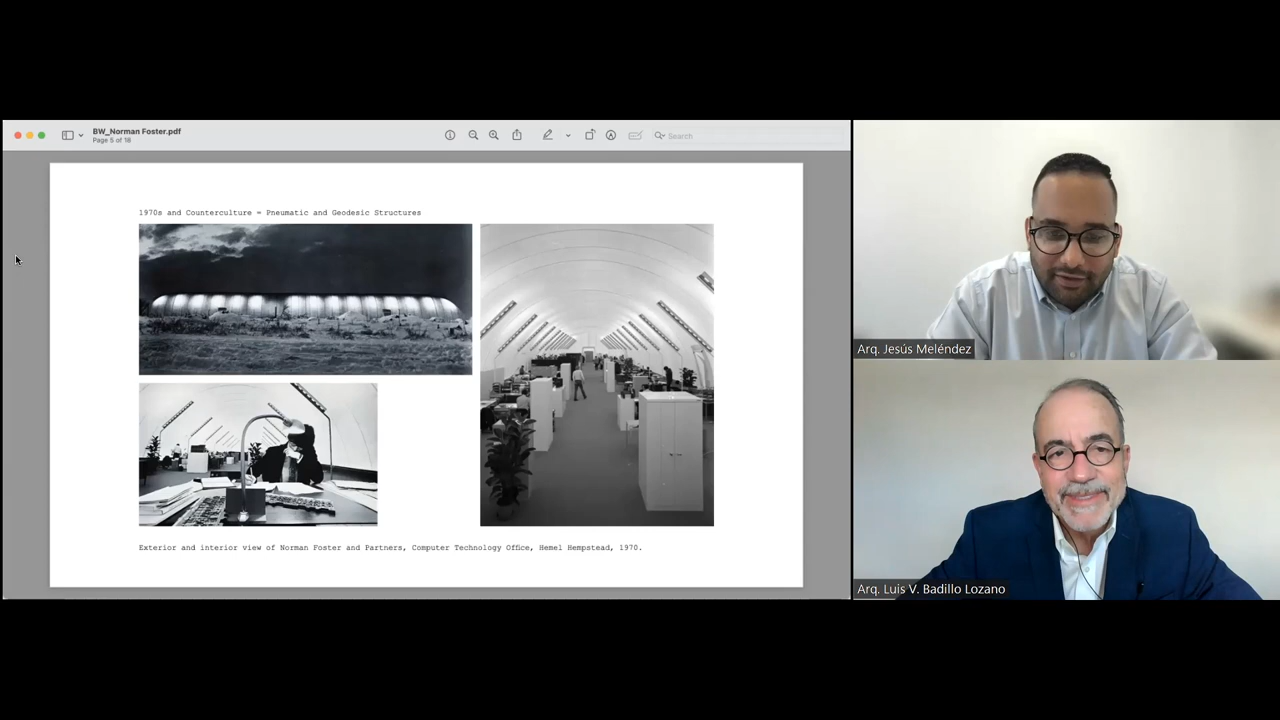 BW_Norman Foster.pdf
Page 5 of 18
Search
1970s and Counterculture = Pneumatic and Geodesic Structures
Exterior and interior view of Norman Foster and Partners, Computer Technology Office, Hemel Hempstead, 1970.
Arq. Jesús Meléndez
Arq. Luis V. Badillo Lozano